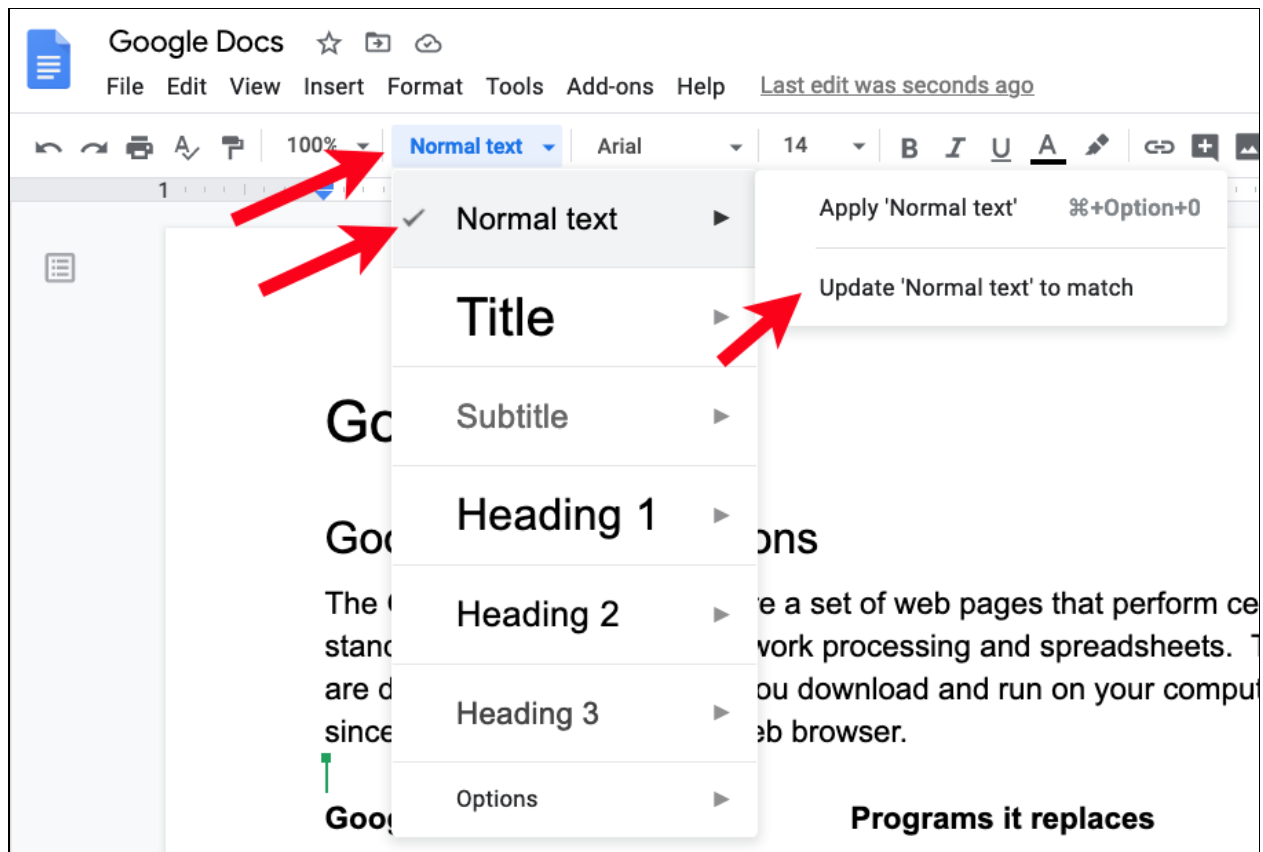 Google Docs
File Edit View Insert Format Tools Add-ons Help Last edit was seconds ago
100% Normal text Arial 14 B I U A
1
Normal text
Apply 'Normal text' ⌘+Option+0
Title
Update 'Normal text' to match
Subtitle
Heading 1
Heading 2
Heading 3
Options
Go
Goo ons
The e a set of web pages that perform ce
stand work processing and spreadsheets. T
are d ou download and run on your comput
since eb browser.
Goog Programs it replaces